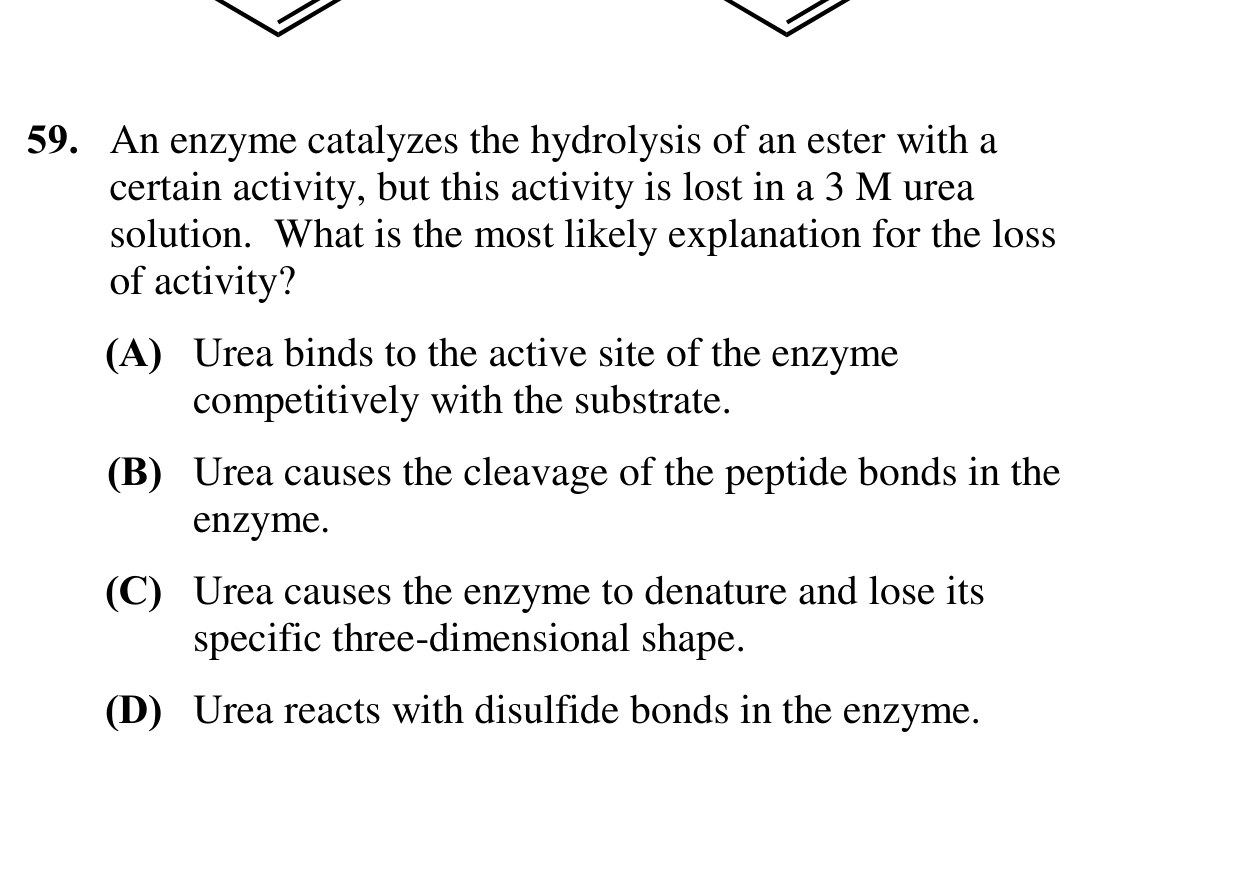 59. An enzyme catalyzes the hydrolysis of an ester with a
certain activity, but this activity is lost in a 3 M urea
solution. What is the most likely explanation for the loss
of activity?
(A) Urea binds to the active site of the enzyme
competitively with the substrate.
(B) Urea causes the cleavage of the peptide bonds in the
enzyme.
(C) Urea causes the enzyme to denature and lose its
specific three-dimensional shape.
(D) Urea reacts with disulfide bonds in the enzyme.